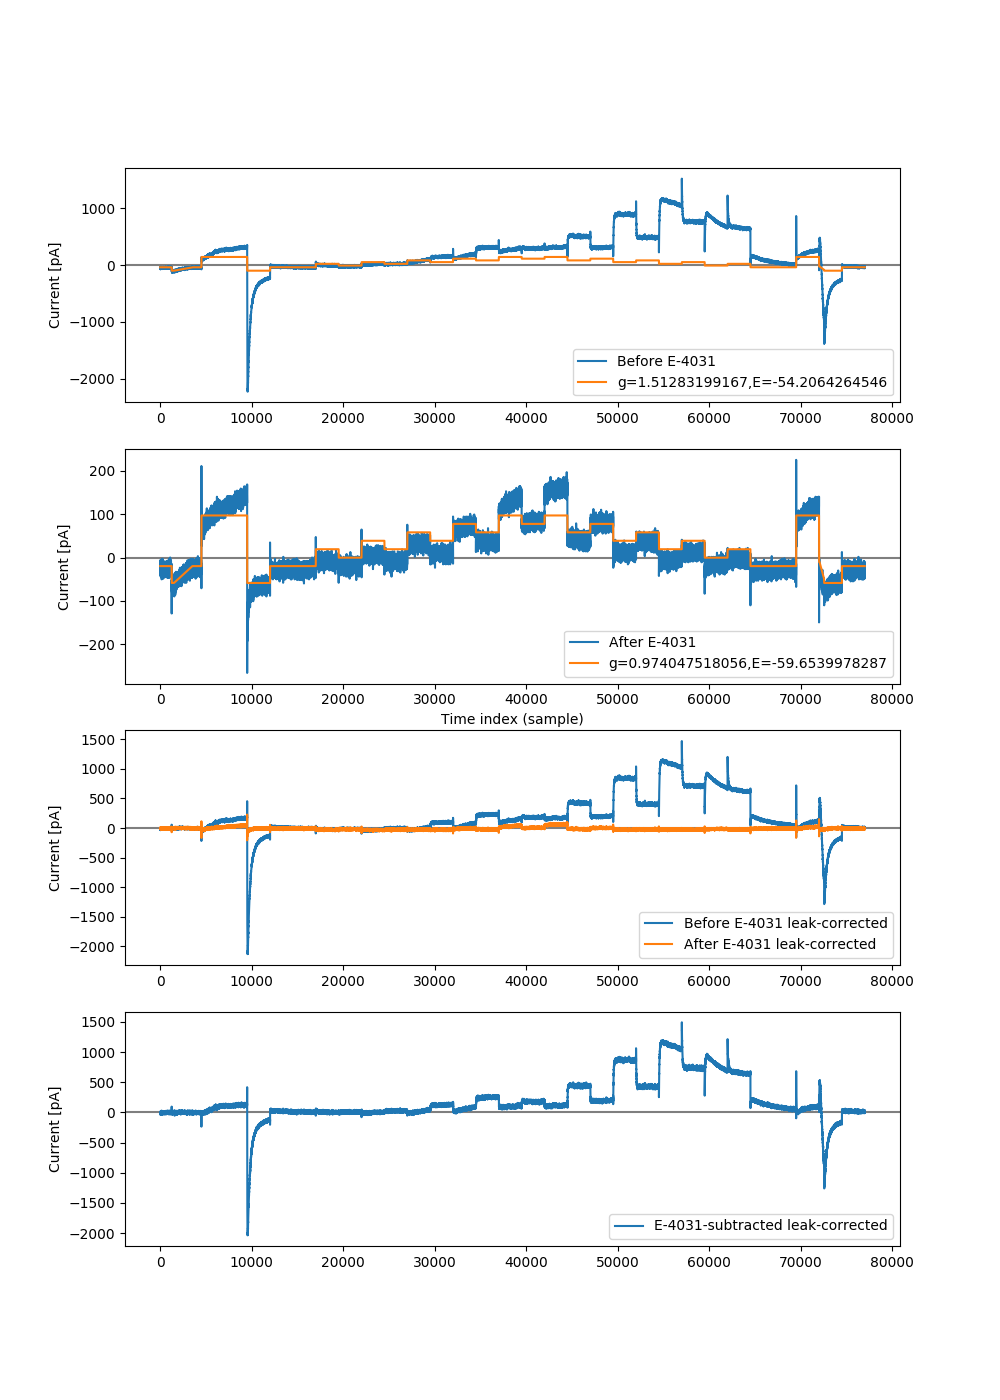 1000
0
−1000
−2000
Current [pA]
Before E-4031
g=1.51283199167,E=-54.2064264546
0 10000 20000 30000 40000 50000 60000 70000 80000
200
100
0
−100
−200
Current [pA]
After E-4031
g=0.974047518056,E=-59.6539978287
0 10000 20000 30000 40000 50000 60000 70000 80000
Time index (sample)
1500
1000
500
0
−500
−1000
−1500
−2000
Current [pA]
Before E-4031 leak-corrected
After E-4031 leak-corrected
0 10000 20000 30000 40000 50000 60000 70000 80000
1500
1000
500
0
−500
−1000
−1500
−2000
Current [pA]
E-4031-subtracted leak-corrected
0 10000 20000 30000 40000 50000 60000 70000 80000